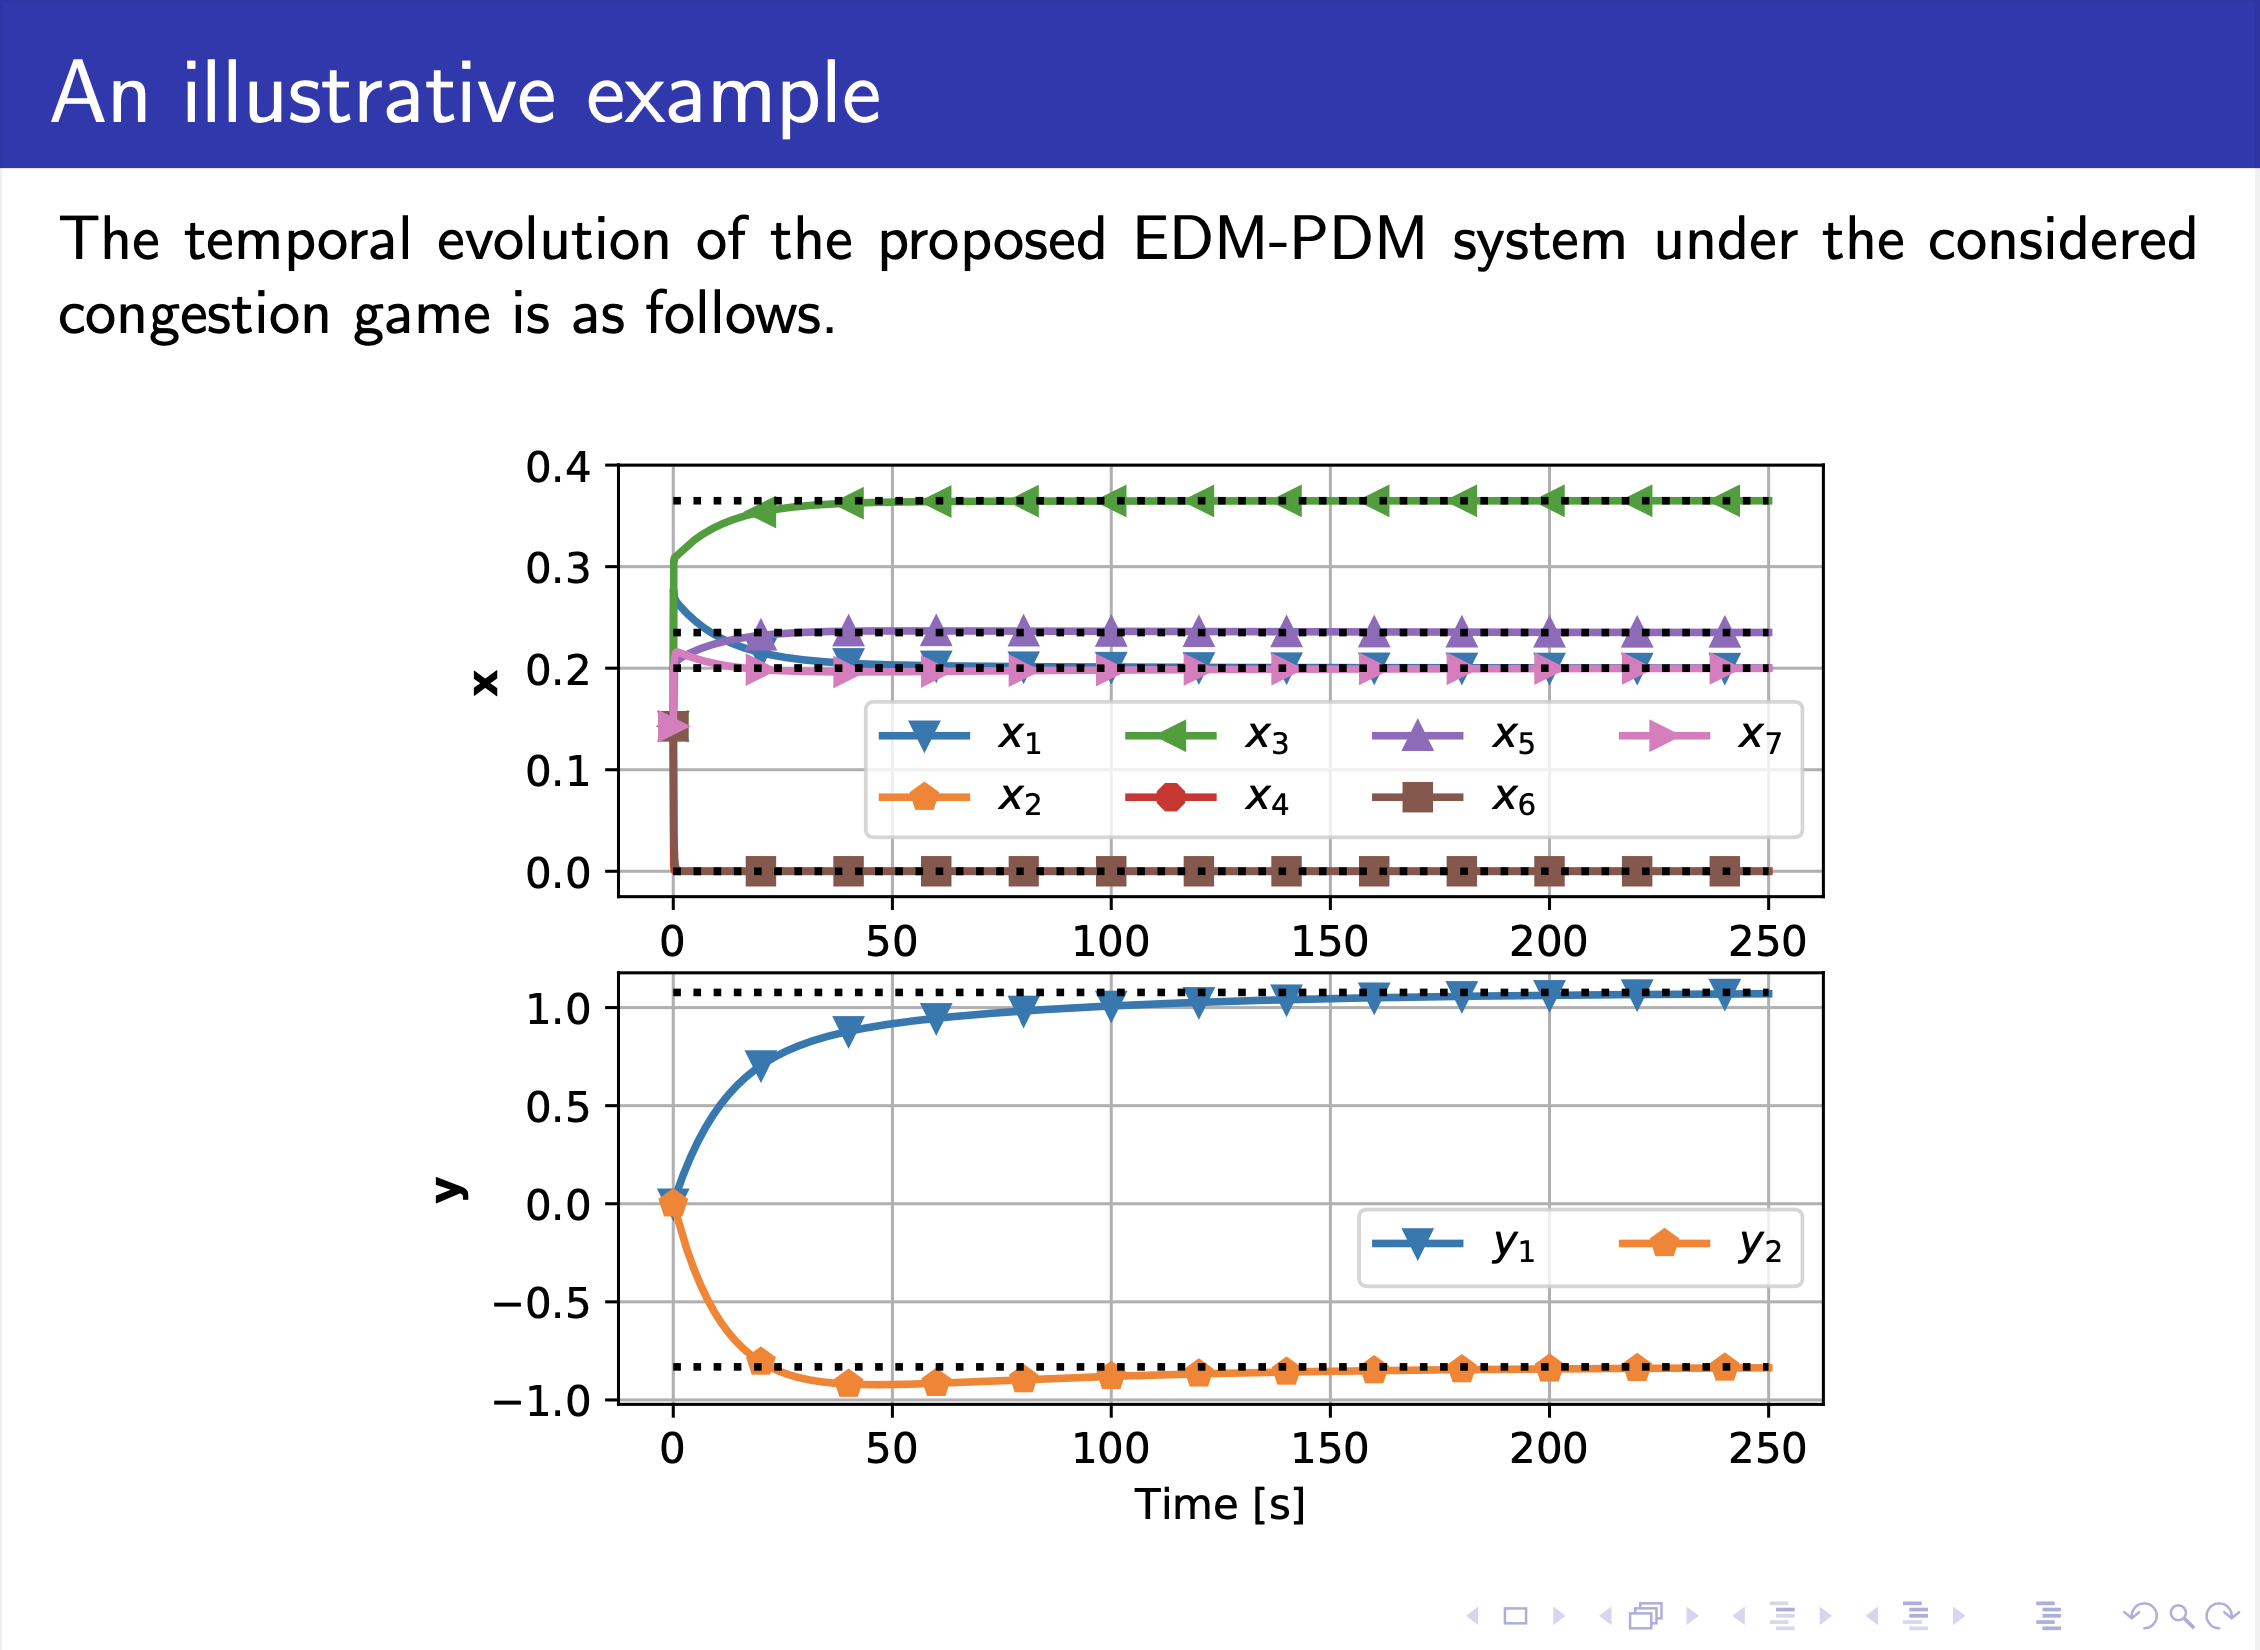 An illustrative example
The temporal evolution of the proposed EDM-PDM system under the considered
congestion game is as follows.
0.4
0.3
0.2
0.1
0.0
x
x1 x3 x5 x7
x2 x4 x6
0 50 100 150 200 250
1.0
0.5
0.0
−0.5
−1.0
y
y1 y2
0 50 100 150 200 250
Time [s]